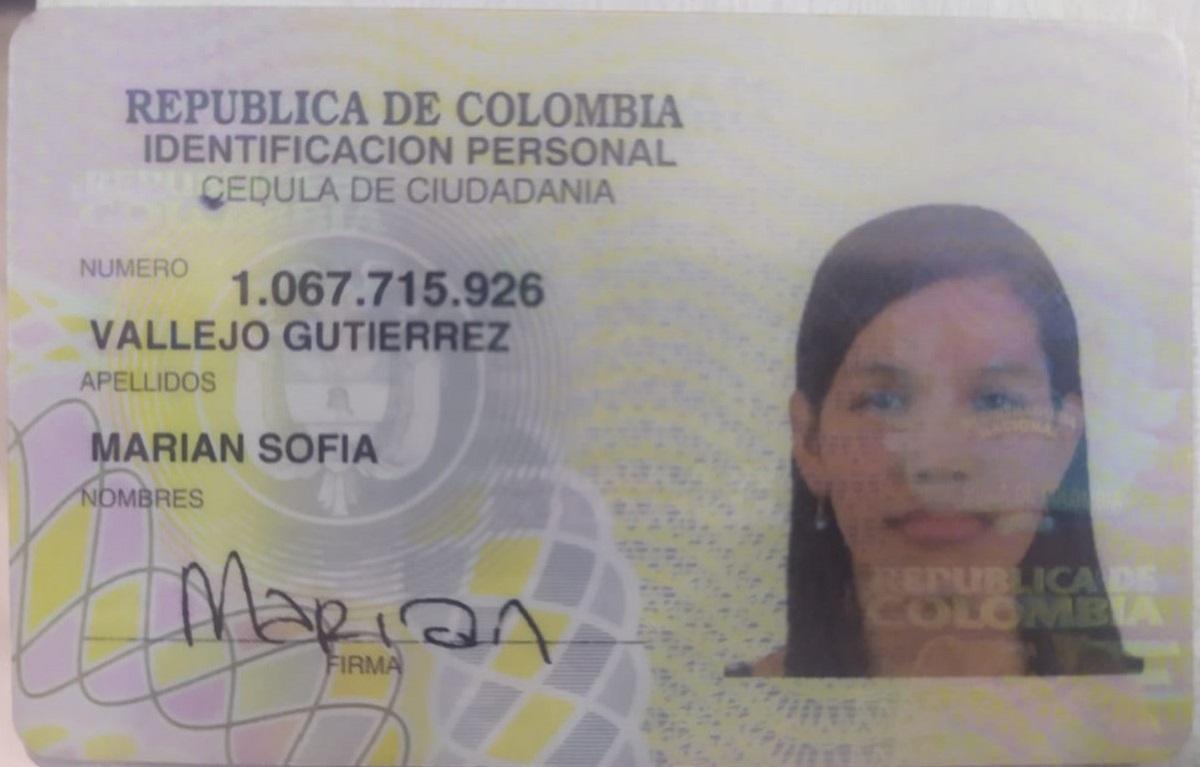 REPUBLICA DE COLOMBIA
IDENTIFICACION PERSONAL
CEDULA DE CIUDADANIA
NUMERO 1.067.715.926
VALLEJO GUTIERREZ
APELLIDOS
MARIAN SOFIA
NOMBRES
Marian
FIRMA
REPUBLICA DE
COLOMBIA